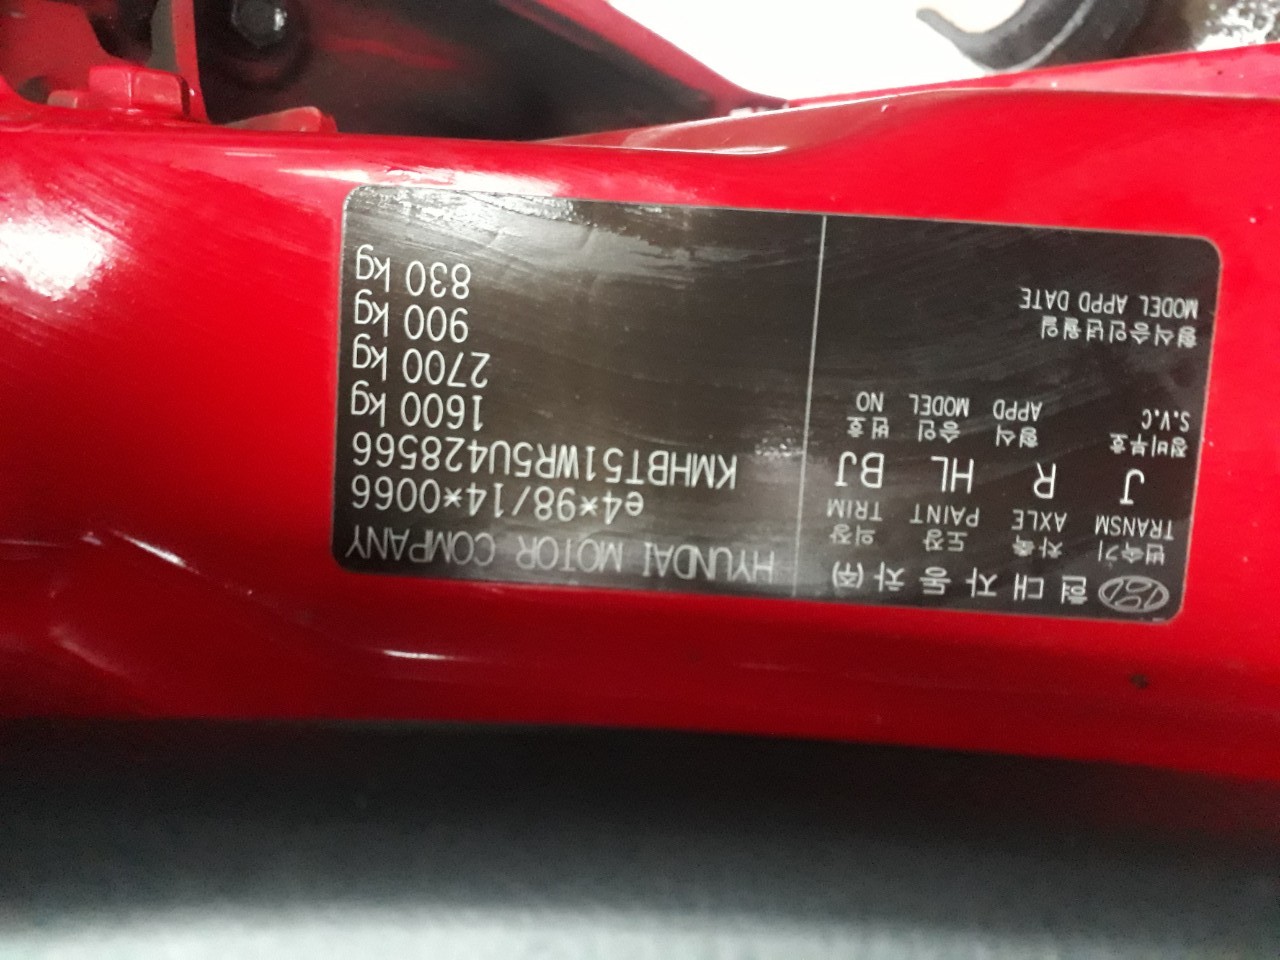 현대자동차(주)
변속기 차축 도장 의장
TRANSM AXLE PAINT TRIM
J R HL BJ
장비부호 형식 승인 번호
S.V.C APPD MODEL NO
형식승인년월일
MODEL APPD DATE
HYUNDAI MOTOR COMPANY
e4*98/14*0066
KMHBT51WR5U428566
1600 kg
2700 kg
900 kg
830 kg